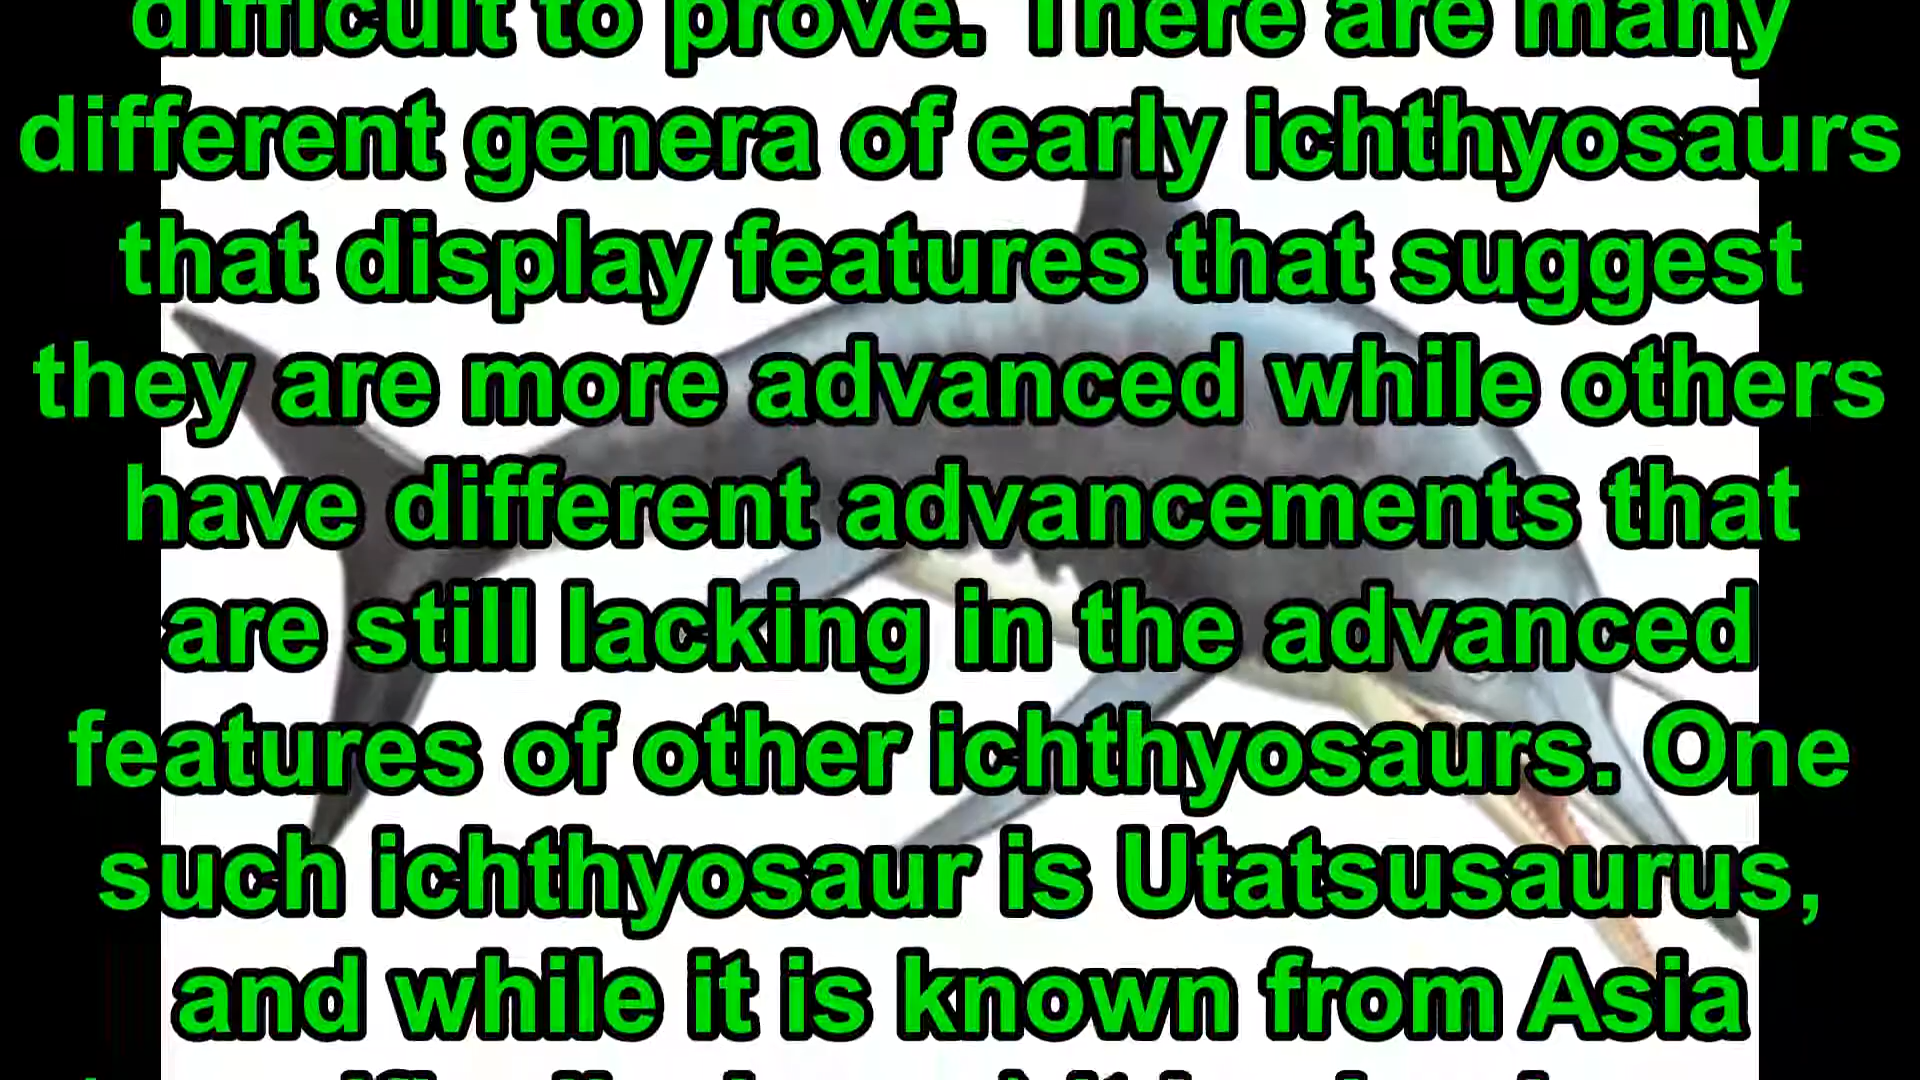 difficult to prove. There are many
different genera of early ichthyosaurs
that display features that suggest
they are more advanced while others
have different advancements that
are still lacking in the advanced
features of other ichthyosaurs. One
such ichthyosaur is Utatsusaurus,
and while it is known from Asia